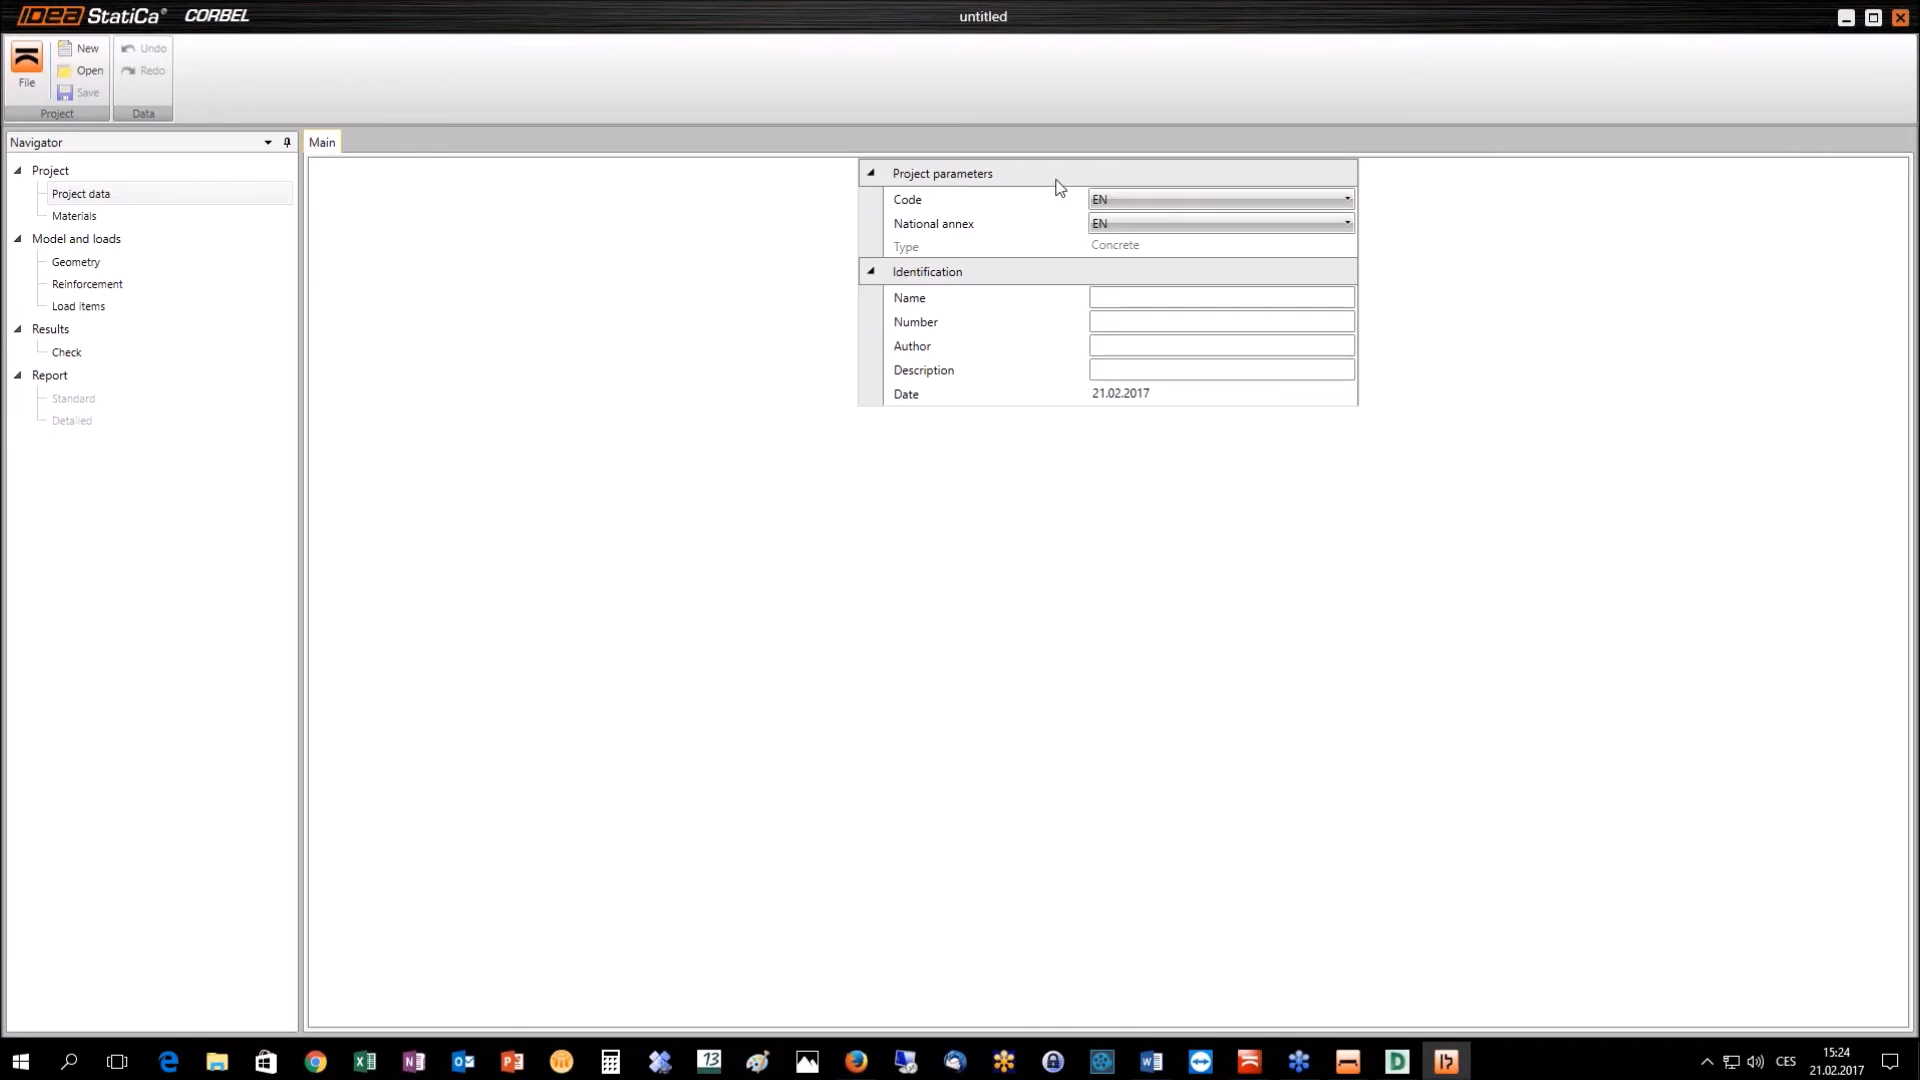 IDEA StatiCa® CORBEL
untitled
File
New
Open
Save
Undo
Redo
Project
Data
Navigator
Project
Project data
Materials
Model and loads
Geometry
Reinforcement
Load items
Results
Check
Report
Standard
Detailed
Main
Project parameters
Code EN
National annex EN
Type Concrete
Identification
Name
Number
Author
Description
Date 21.02.2017
13
CES
15:24
21.02.2017